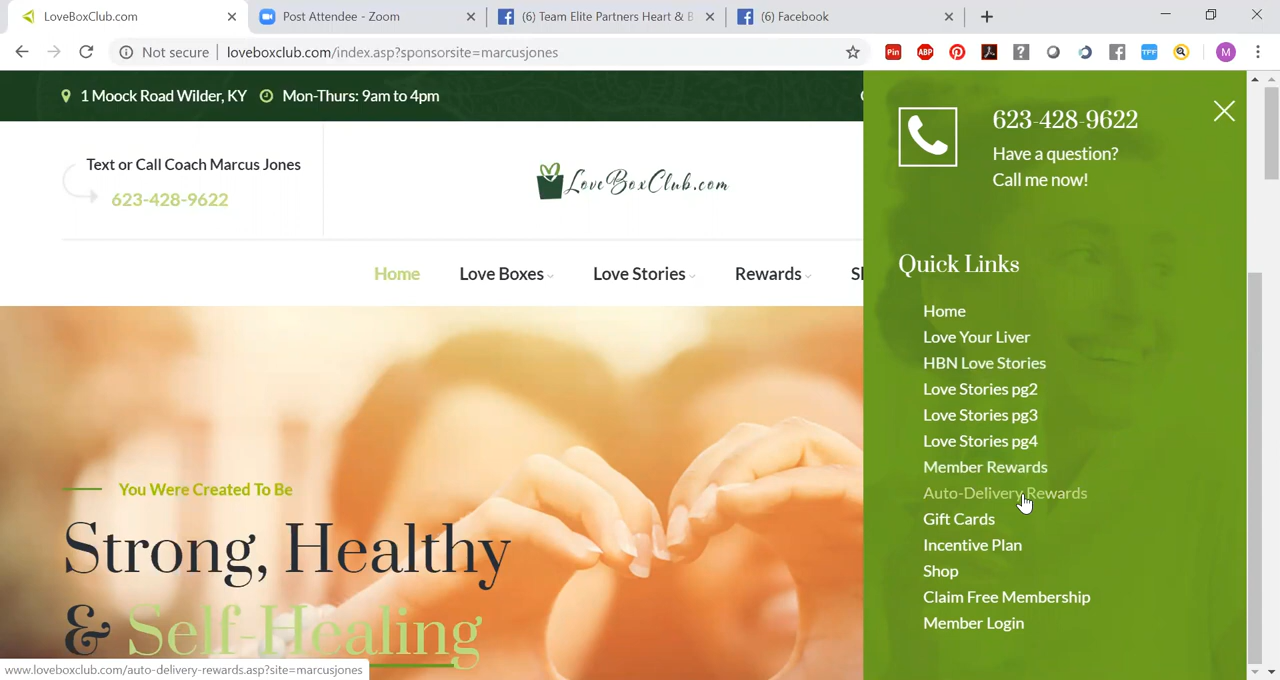 LoveBoxClub.com
Post Attendee - Zoom
(6) Team Elite Partners Heart & B
(6) Facebook
Not secure
loveboxclub.com/index.asp?sponsorsite=marcusjones
Pin
ABP
TFF
M
1 Moock Road Wilder, KY
Mon-Thurs: 9am to 4pm
Text or Call Coach Marcus Jones
623-428-9622
LoveBoxClub.com
Home
Love Boxes
Love Stories
Rewards
You Were Created To Be
Strong, Healthy
& Self-Healing
623-428-9622
Have a question?
Call me now!
Quick Links
Home
Love Your Liver
HBN Love Stories
Love Stories pg2
Love Stories pg3
Love Stories pg4
Member Rewards
Auto-Delivery Rewards
Gift Cards
Incentive Plan
Shop
Claim Free Membership
Member Login
www.loveboxclub.com/auto-delivery-rewards.asp?site=marcusjones